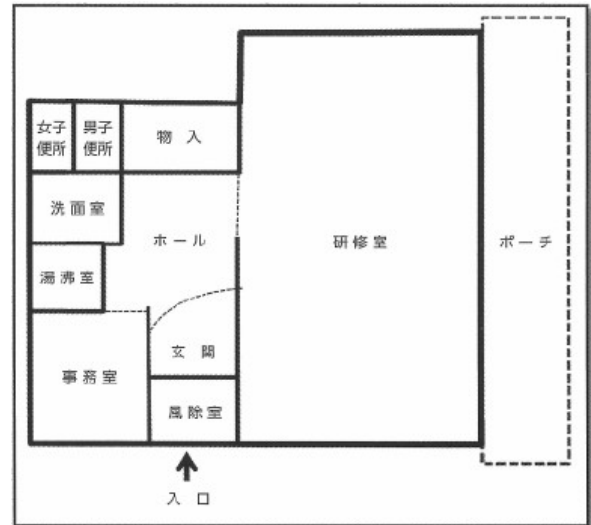 女子
便所
男子
便所
物 入
洗面室
ホール
研修室
ポーチ
湯沸室
玄 関
事務室
風除室
入 口